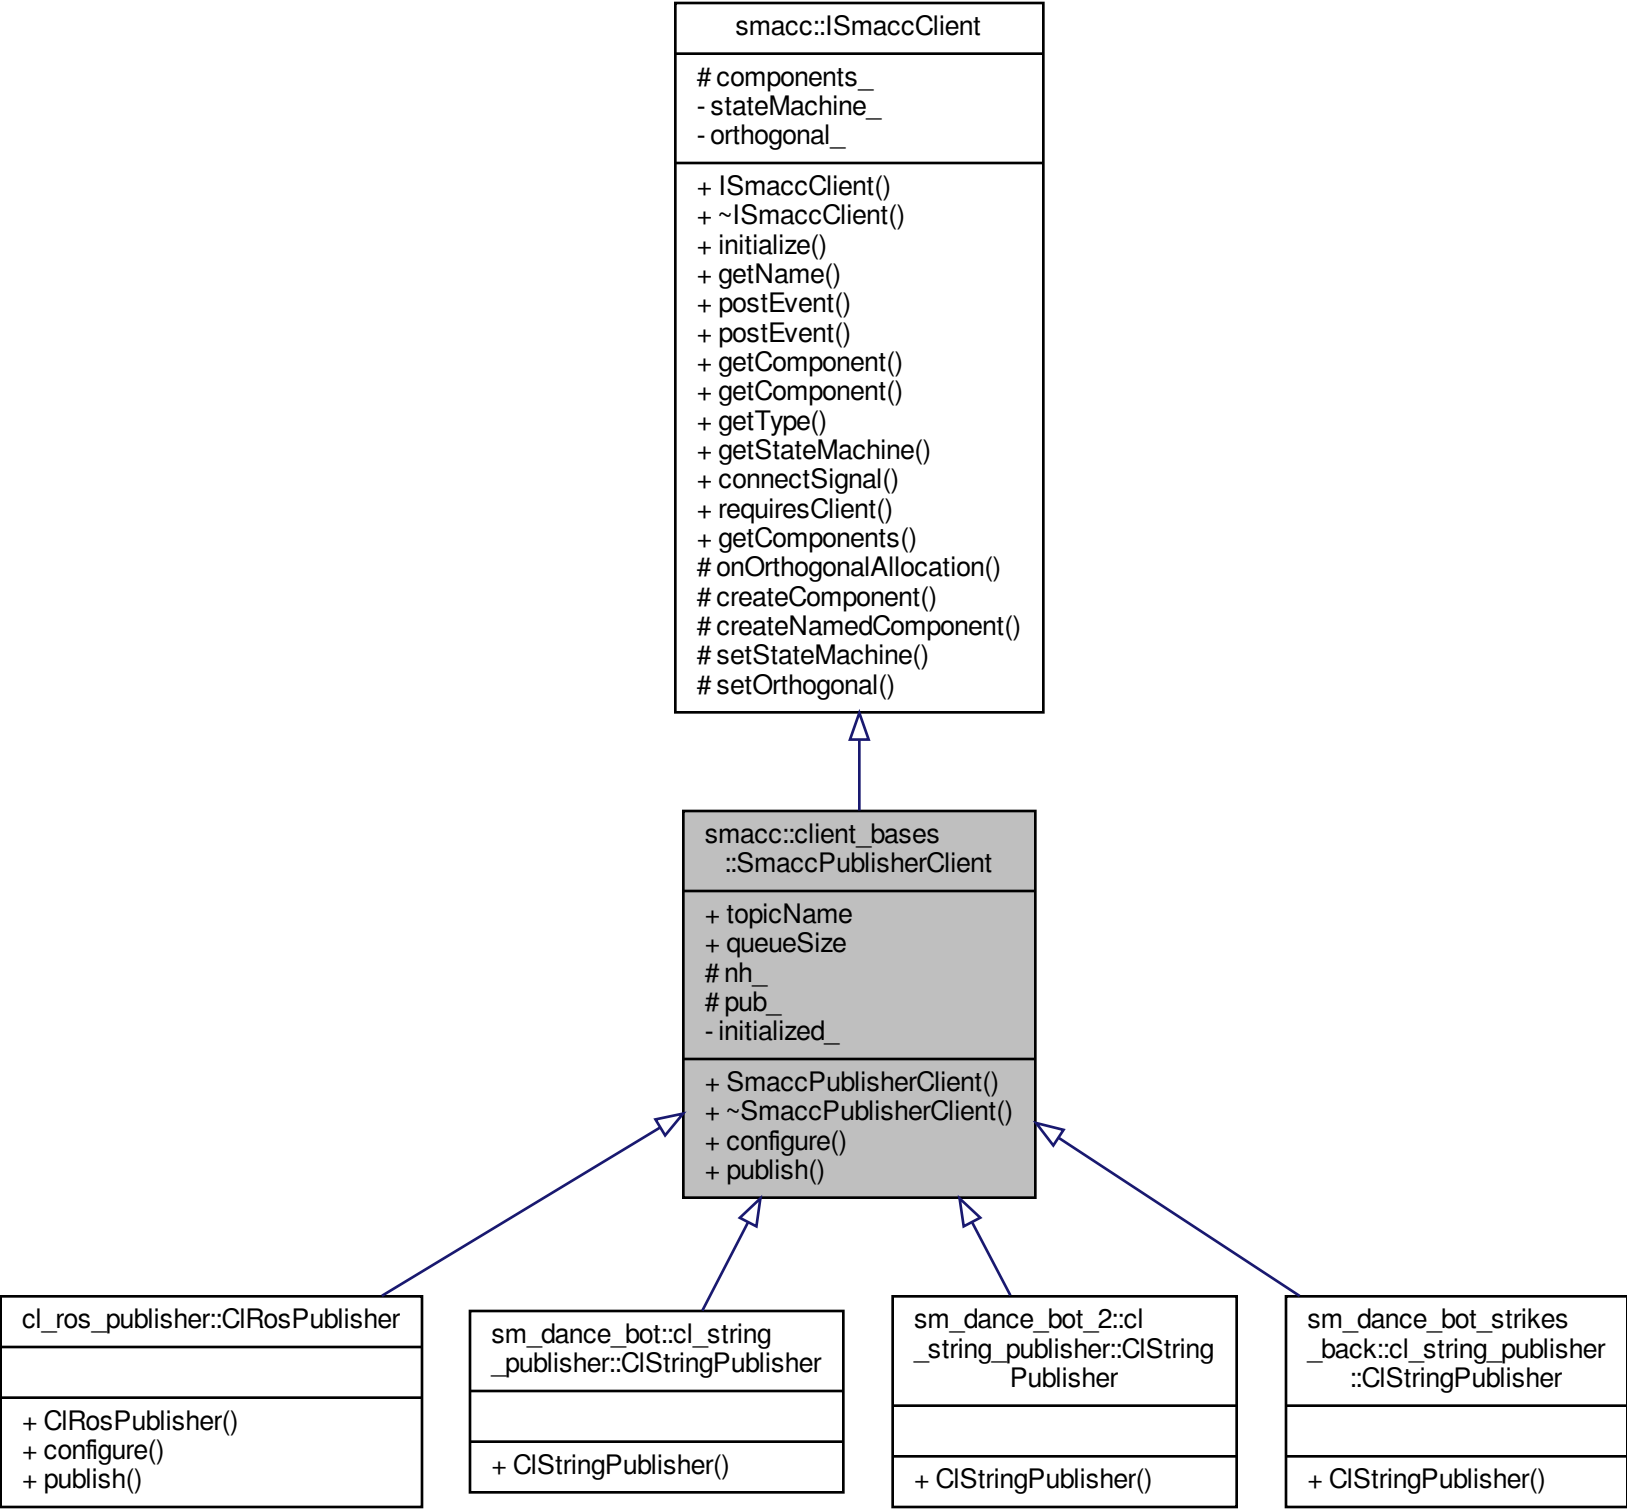 smacc::ISmaccClient
# components_
- stateMachine_
- orthogonal_
+ ISmaccClient()
+ ~ISmaccClient()
+ initialize()
+ getName()
+ postEvent()
+ postEvent()
+ getComponent()
+ getComponent()
+ getType()
+ getStateMachine()
+ connectSignal()
+ requiresClient()
+ getComponents()
# onOrthogonalAllocation()
# createComponent()
# createNamedComponent()
# setStateMachine()
# setOrthogonal()
smacc::client_bases
::SmaccPublisherClient
+ topicName
+ queueSize
# nh_
# pub_
- initialized_
+ SmaccPublisherClient()
+ ~SmaccPublisherClient()
+ configure()
+ publish()
cl_ros_publisher::ClRosPublisher
+ ClRosPublisher()
+ configure()
+ publish()
sm_dance_bot::cl_string
_publisher::ClStringPublisher
+ ClStringPublisher()
sm_dance_bot_2::cl
_string_publisher::ClString
Publisher
+ ClStringPublisher()
sm_dance_bot_strikes
_back::cl_string_publisher
::ClStringPublisher
+ ClStringPublisher()